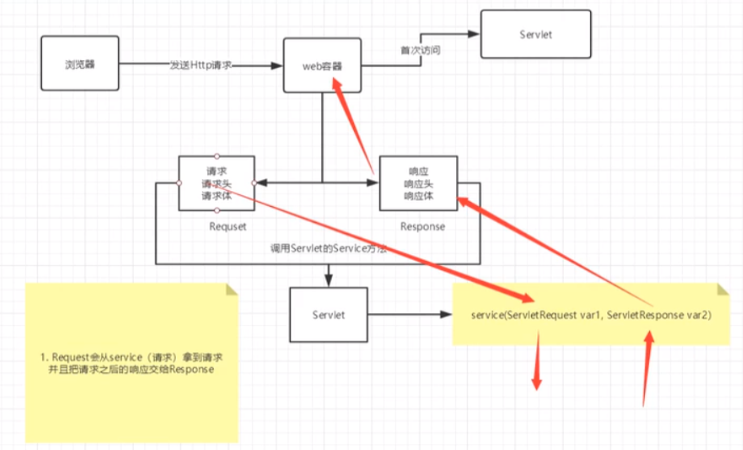 Servlet
首次访问
浏览器
发送Http请求
web容器
请求
请求头
请求体
响应
响应头
响应体
Requset
Response
调用Servlet的Service方法
Servlet
service(ServletRequest var1, ServletResponse var2)
1. Request会从service（请求）拿到请求
并且把请求之后的响应交给Response